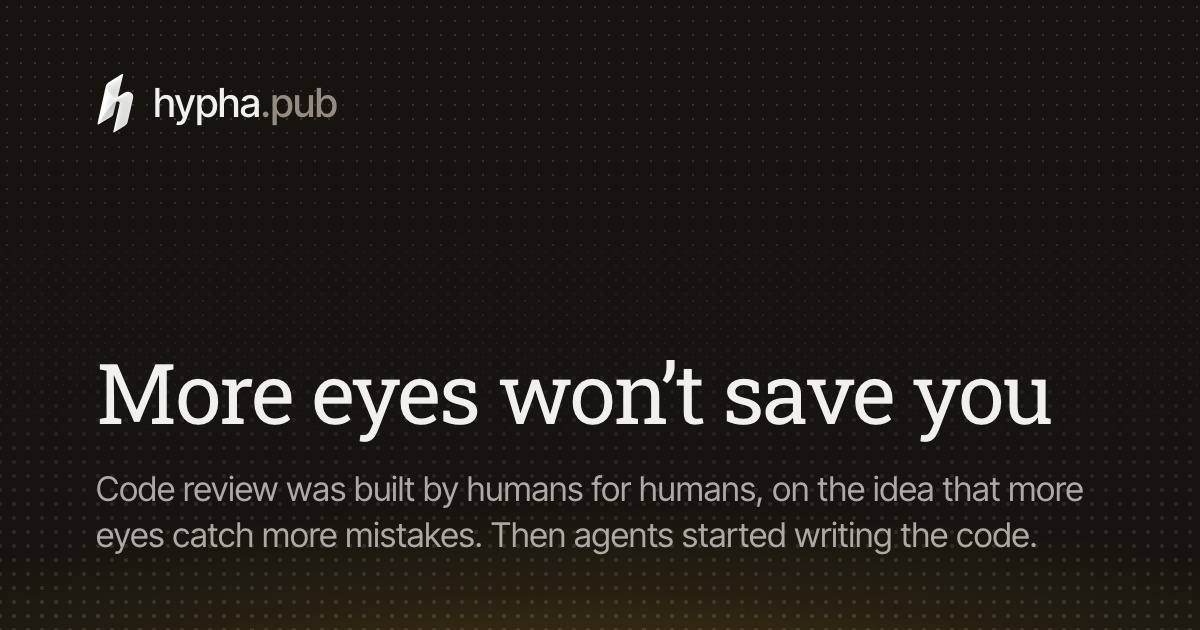 hypha.pub
More eyes won’t save you
Code review was built by humans for humans, on the idea that more
eyes catch more mistakes. Then agents started writing the code.